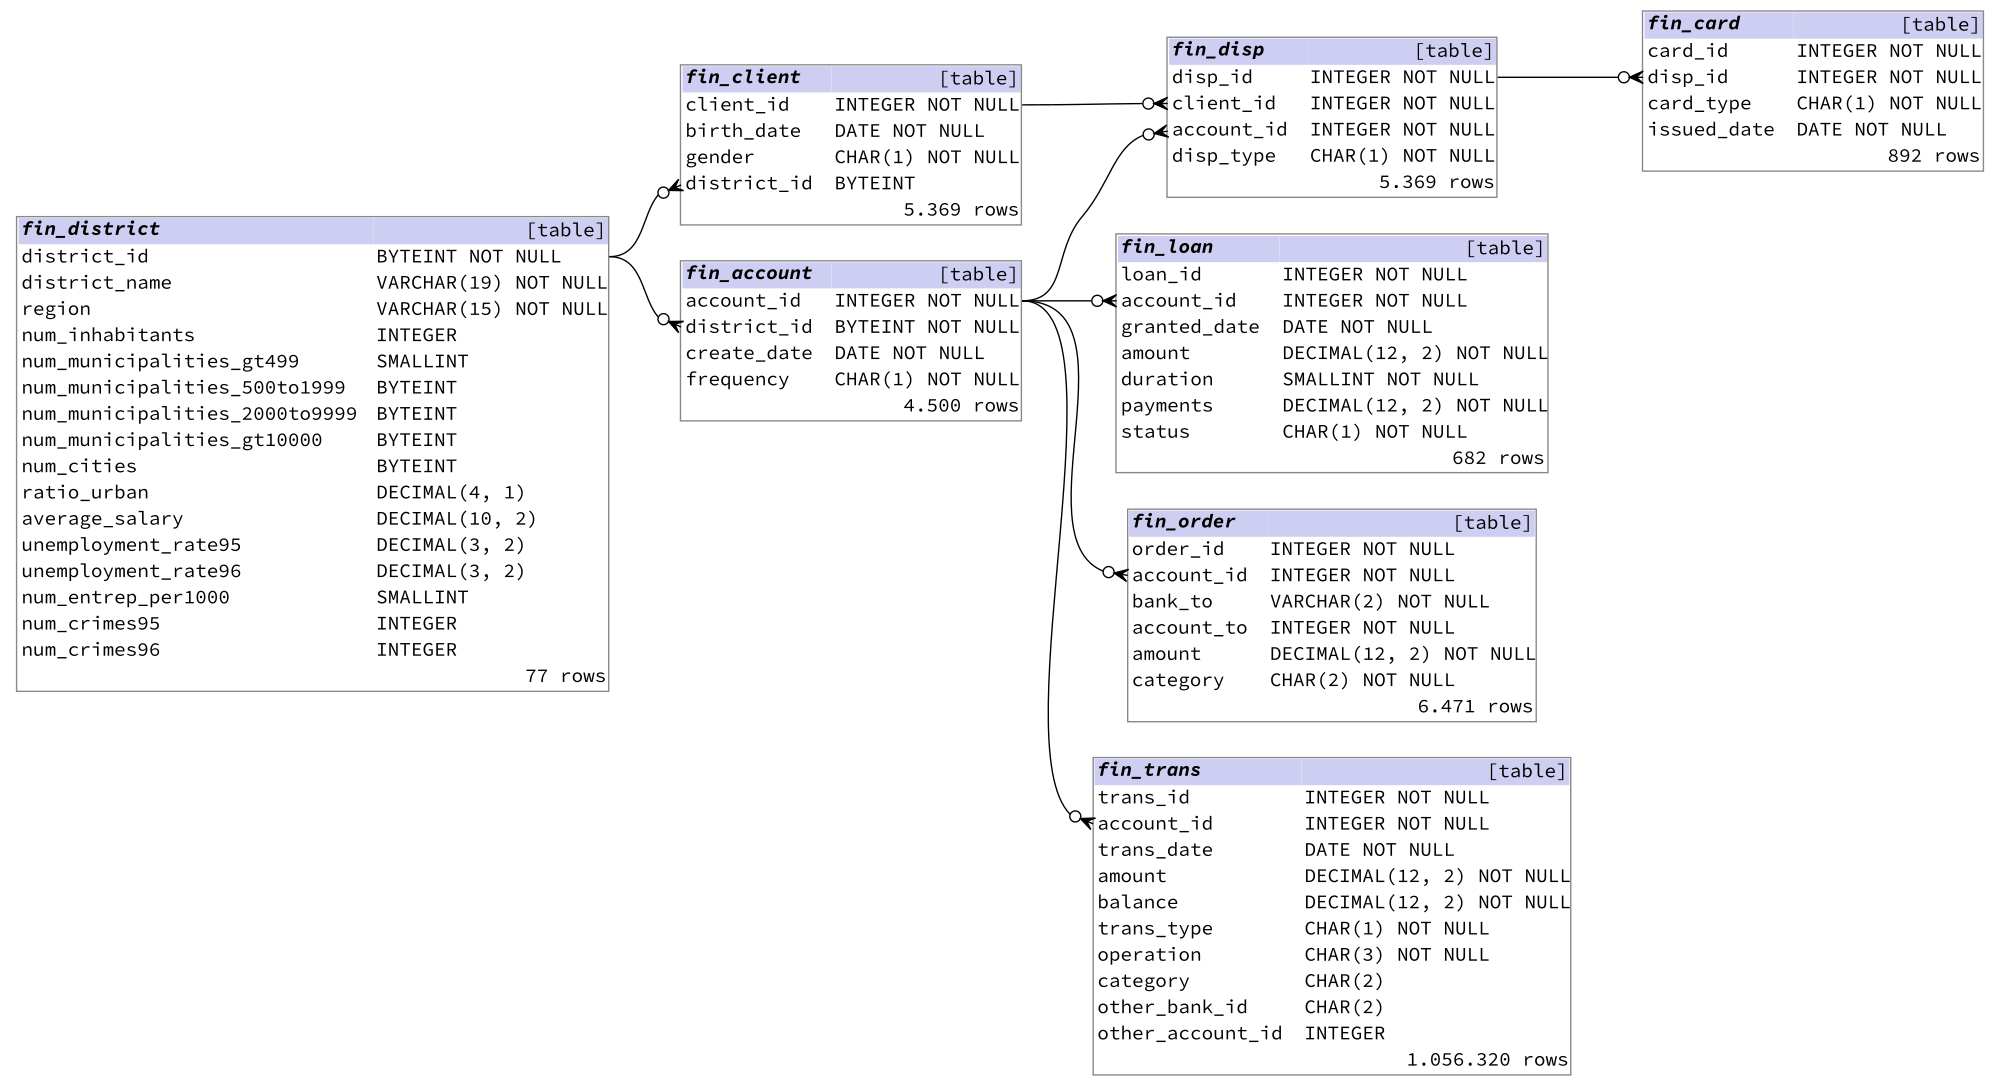 fin_district [table]
district_id BYTEINT NOT NULL
district_name VARCHAR(19) NOT NULL
region VARCHAR(15) NOT NULL
num_inhabitants INTEGER
num_municipalities_gt499 SMALLINT
num_municipalities_500to1999 BYTEINT
num_municipalities_2000to9999 BYTEINT
num_municipalities_gt10000 BYTEINT
num_cities BYTEINT
ratio_urban DECIMAL(4, 1)
average_salary DECIMAL(10, 2)
unemployment_rate95 DECIMAL(3, 2)
unemployment_rate96 DECIMAL(3, 2)
num_entrep_per1000 SMALLINT
num_crimes95 INTEGER
num_crimes96 INTEGER
77 rows
fin_client [table]
client_id INTEGER NOT NULL
birth_date DATE NOT NULL
gender CHAR(1) NOT NULL
district_id BYTEINT
5.369 rows
fin_account [table]
account_id INTEGER NOT NULL
district_id BYTEINT NOT NULL
create_date DATE NOT NULL
frequency CHAR(1) NOT NULL
4.500 rows
fin_disp [table]
disp_id INTEGER NOT NULL
client_id INTEGER NOT NULL
account_id INTEGER NOT NULL
disp_type CHAR(1) NOT NULL
5.369 rows
fin_loan [table]
loan_id INTEGER NOT NULL
account_id INTEGER NOT NULL
granted_date DATE NOT NULL
amount DECIMAL(12, 2) NOT NULL
duration SMALLINT NOT NULL
payments DECIMAL(12, 2) NOT NULL
status CHAR(1) NOT NULL
682 rows
fin_order [table]
order_id INTEGER NOT NULL
account_id INTEGER NOT NULL
bank_to VARCHAR(2) NOT NULL
account_to INTEGER NOT NULL
amount DECIMAL(12, 2) NOT NULL
category CHAR(2) NOT NULL
6.471 rows
fin_trans [table]
trans_id INTEGER NOT NULL
account_id INTEGER NOT NULL
trans_date DATE NOT NULL
amount DECIMAL(12, 2) NOT NULL
balance DECIMAL(12, 2) NOT NULL
trans_type CHAR(1) NOT NULL
operation CHAR(3) NOT NULL
category CHAR(2)
other_bank_id CHAR(2)
other_account_id INTEGER
1.056.320 rows
fin_card [table]
card_id INTEGER NOT NULL
disp_id INTEGER NOT NULL
card_type CHAR(1) NOT NULL
issued_date DATE NOT NULL
892 rows